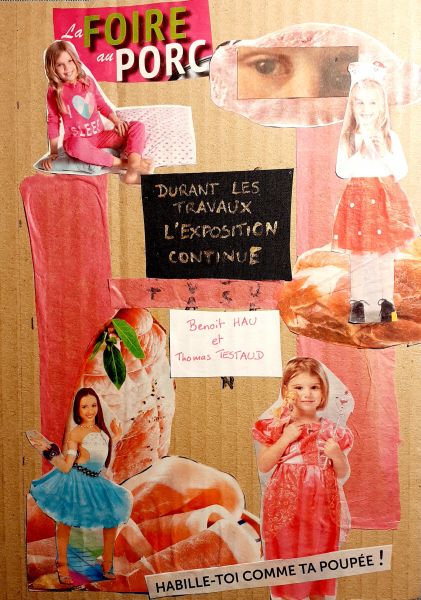 La FOIRE
au PORC
I ♥
SLEEP
DURANT LES
TRAVAUX
L'EXPOSITION
CONTINUE
Benoit HAU
et
Thomas TESTAUD
HABILLE-TOI COMME TA POUPÉE !